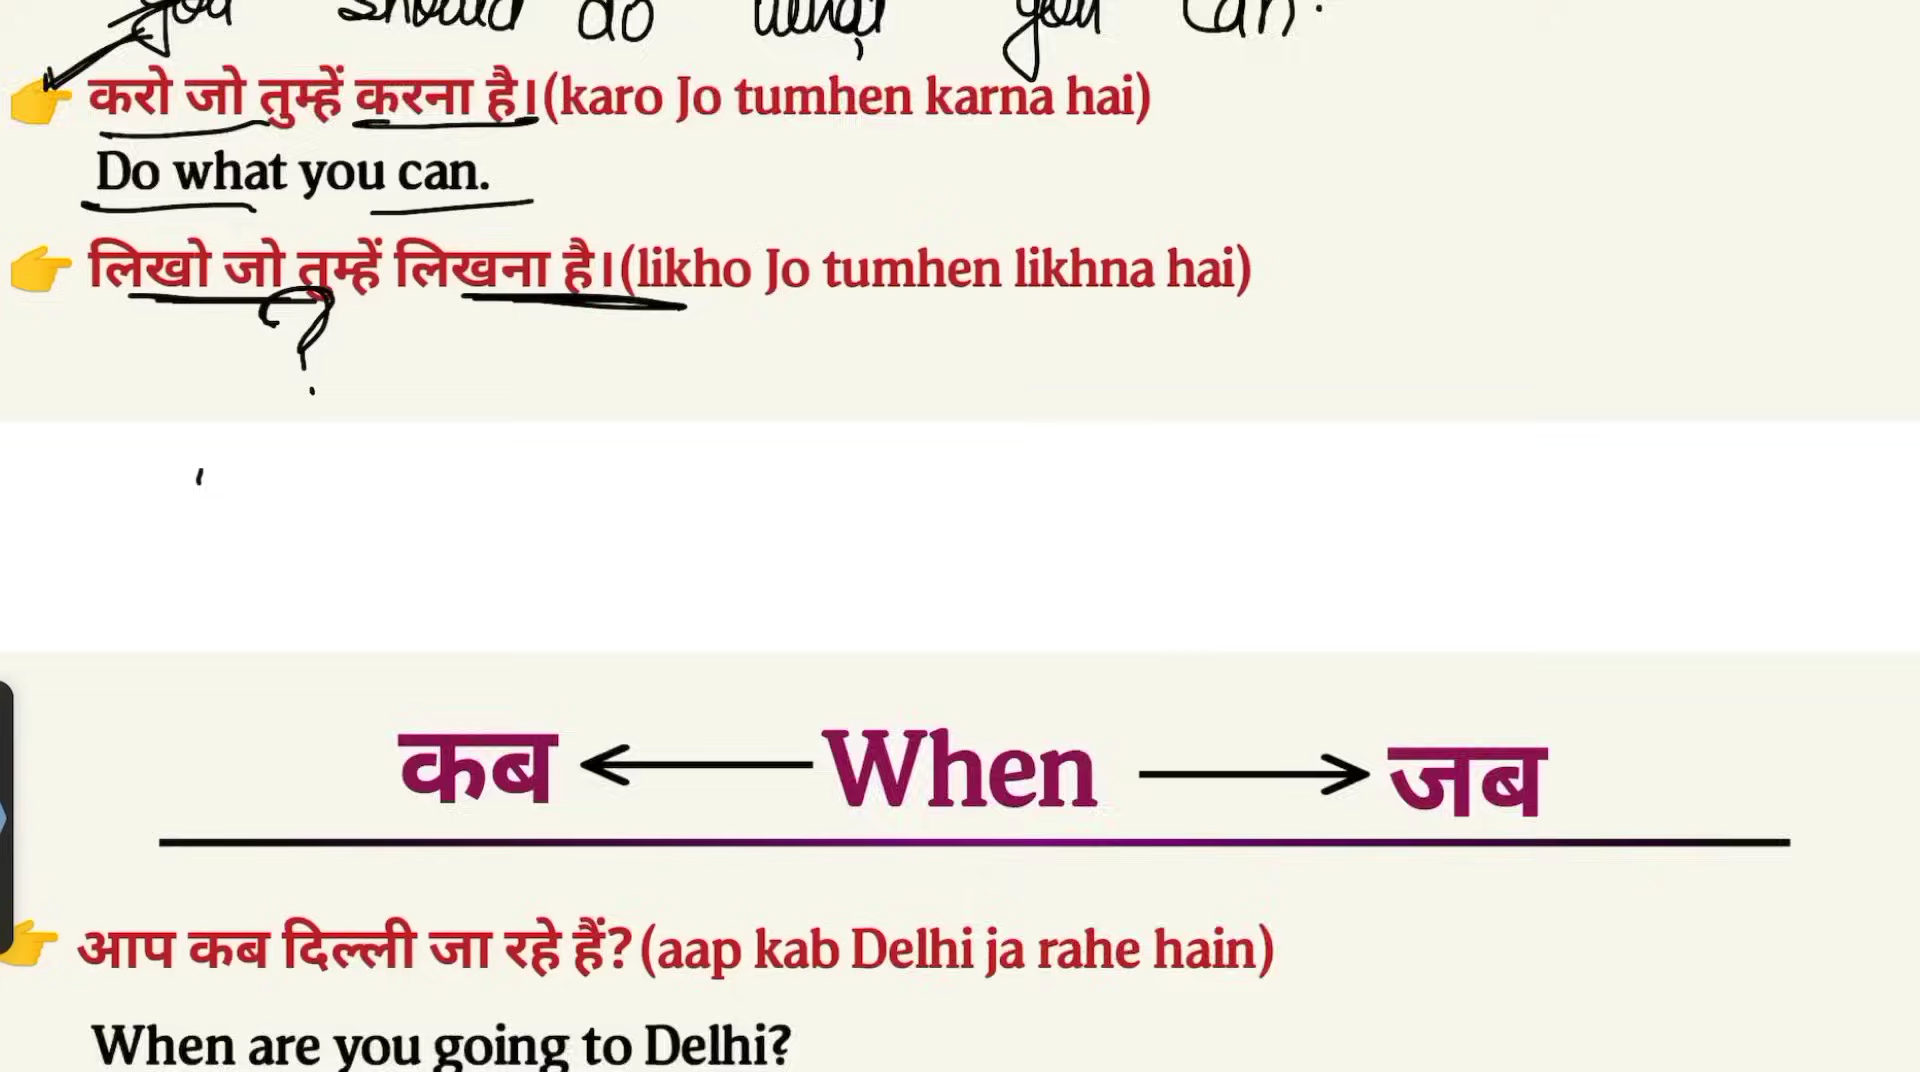 you should do what you can.
👉 करो जो तुम्हें करना है।(karo Jo tumhen karna hai)
Do what you can.
👉 लिखो जो तुम्हें लिखना है।(likho Jo tumhen likhna hai)
?
कब ← When → जब
👉 आप कब दिल्ली जा रहे हैं? (aap kab Delhi ja rahe hain)
When are you going to Delhi?